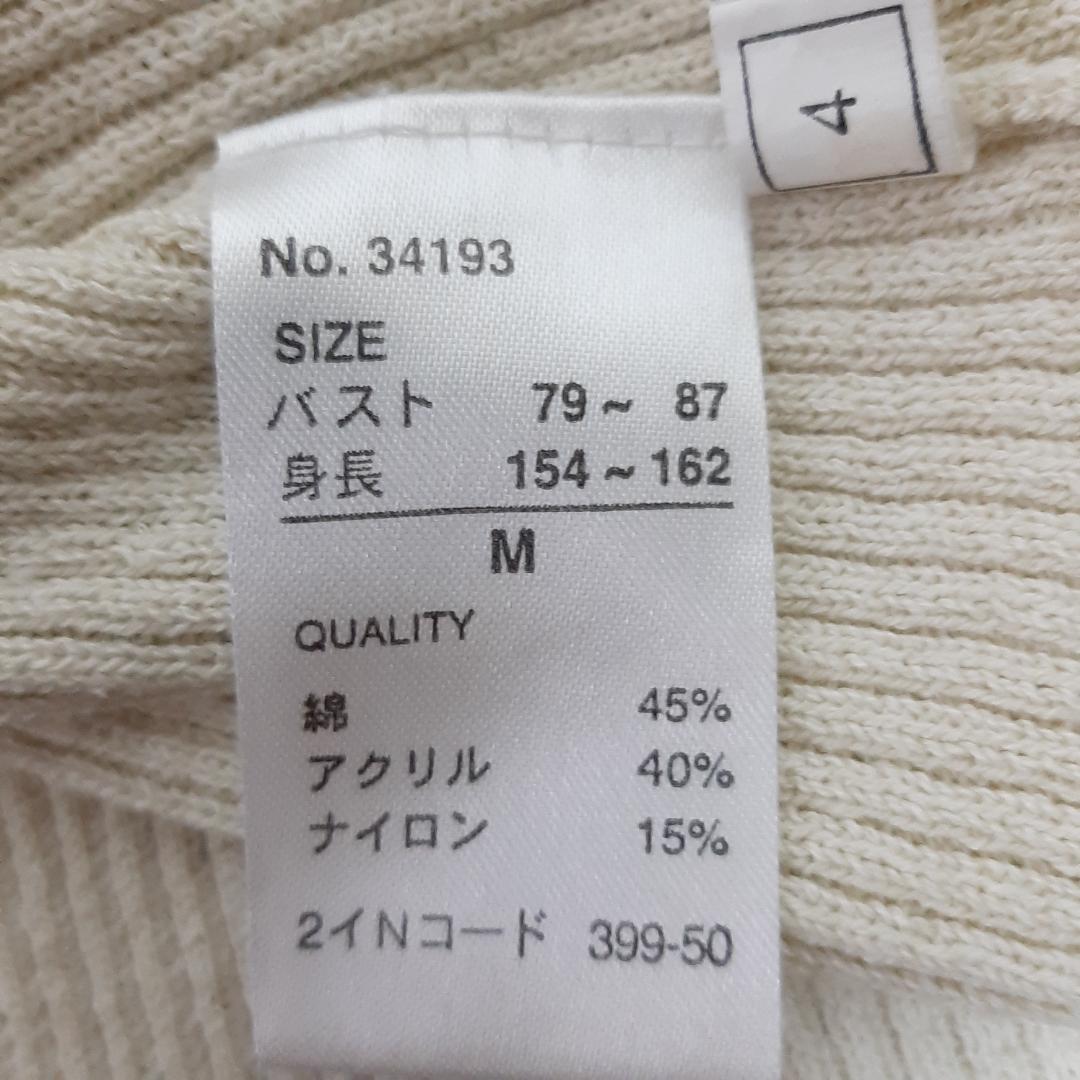 4
No. 34193
SIZE
バスト 79～ 87
身長 154～162
M
QUALITY
綿 45%
アクリル 40%
ナイロン 15%
2イNコード 399-50